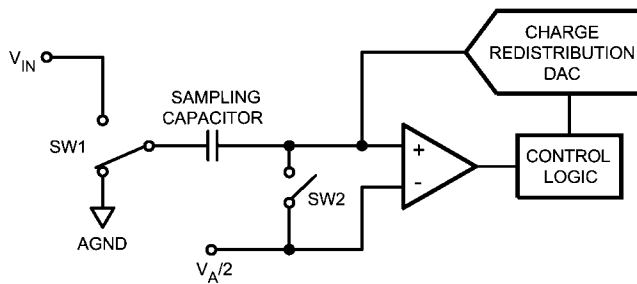 CHARGE
REDISTRIBUTION
DAC
V_IN
SAMPLING
CAPACITOR
SW1
+
-
CONTROL
LOGIC
SW2
AGND
V_A/2